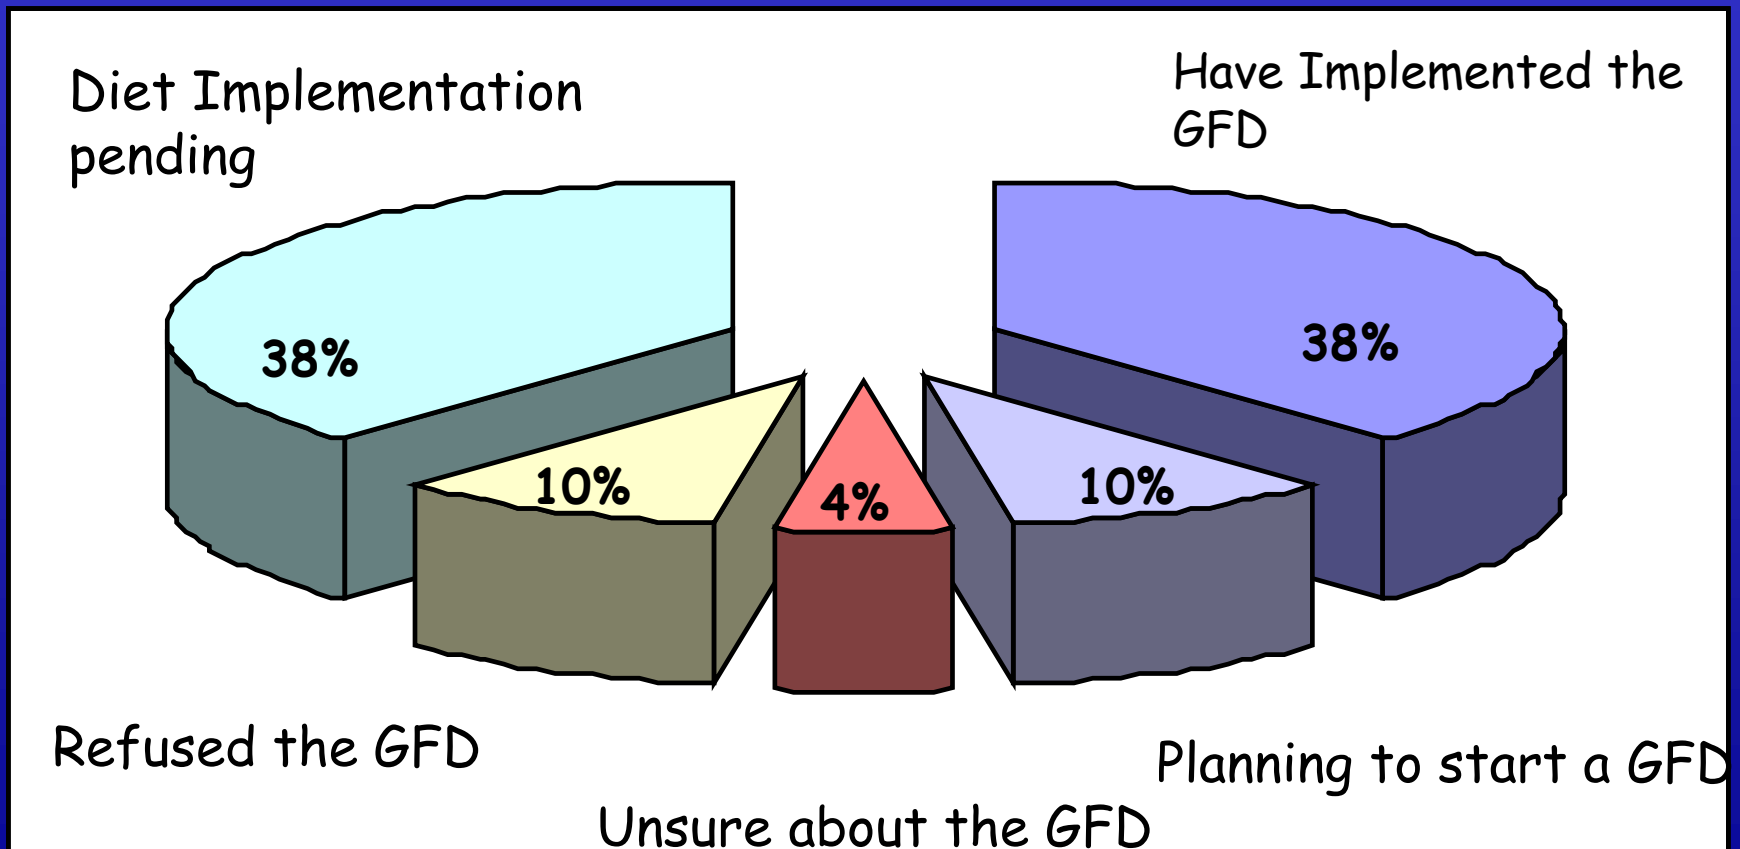 Diet Implementation
pending
Have Implemented the
GFD
38%
38%
10%
4%
10%
Refused the GFD
Planning to start a GFD
Unsure about the GFD